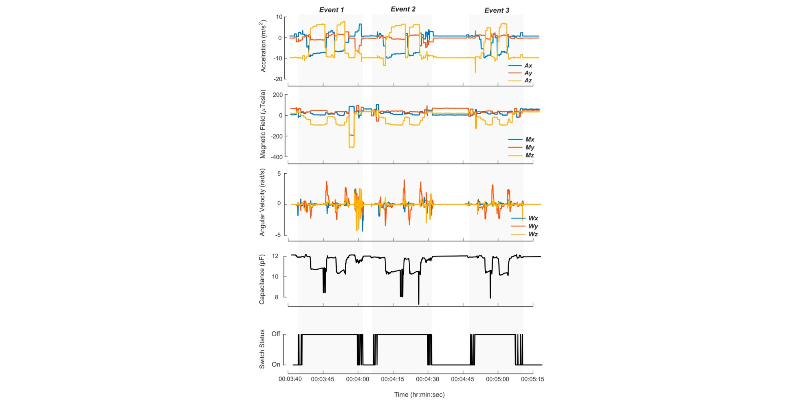 Event 1 Event 2 Event 3
Acceleration (m/s²)
10
0
-10
-20
Ax
Ay
Az
Magnetic Field (μTesla)
200
0
-200
-400
Mx
My
Mz
Angular Velocity (rad/s)
5
0
-5
Wx
Wy
Wz
Capacitance (pF)
12
10
8
Switch Status
Off
On
00:03:40 00:03:45 00:04:00 00:04:15 00:04:30 00:04:45 00:05:00 00:05:15
Time (hr:min:sec)